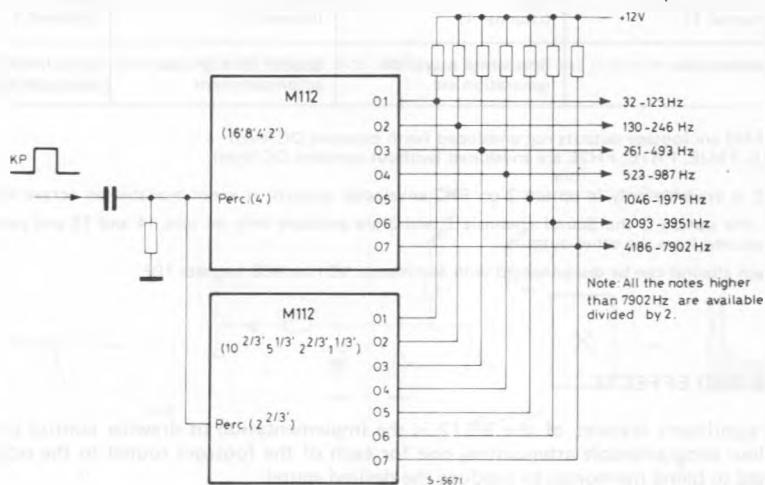 +12V
M112
(16'8'4'2')
KP
Perc.(4')
O1
O2
O3
O4
O5
O6
O7
32-123 Hz
130-246 Hz
261-493 Hz
523-987 Hz
1046-1975 Hz
2093-3951 Hz
4186-7902 Hz
Note: All the notes higher
than 7902 Hz are available
divided by 2.
M112
(10 2/3' 5 1/3' 2 2/3' 1 1/3')
Perc.(2 2/3')
O1
O2
O3
O4
O5
O6
O7
S-5671